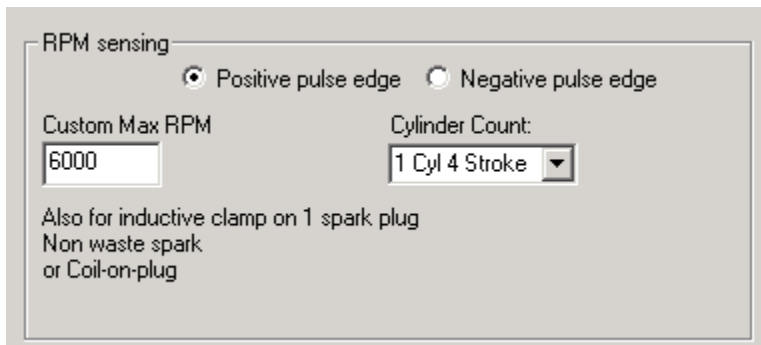 RPM sensing
Positive pulse edge Negative pulse edge
Custom Max RPM Cylinder Count:
6000 1 Cyl 4 Stroke
Also for inductive clamp on 1 spark plug
Non waste spark
or Coil-on-plug